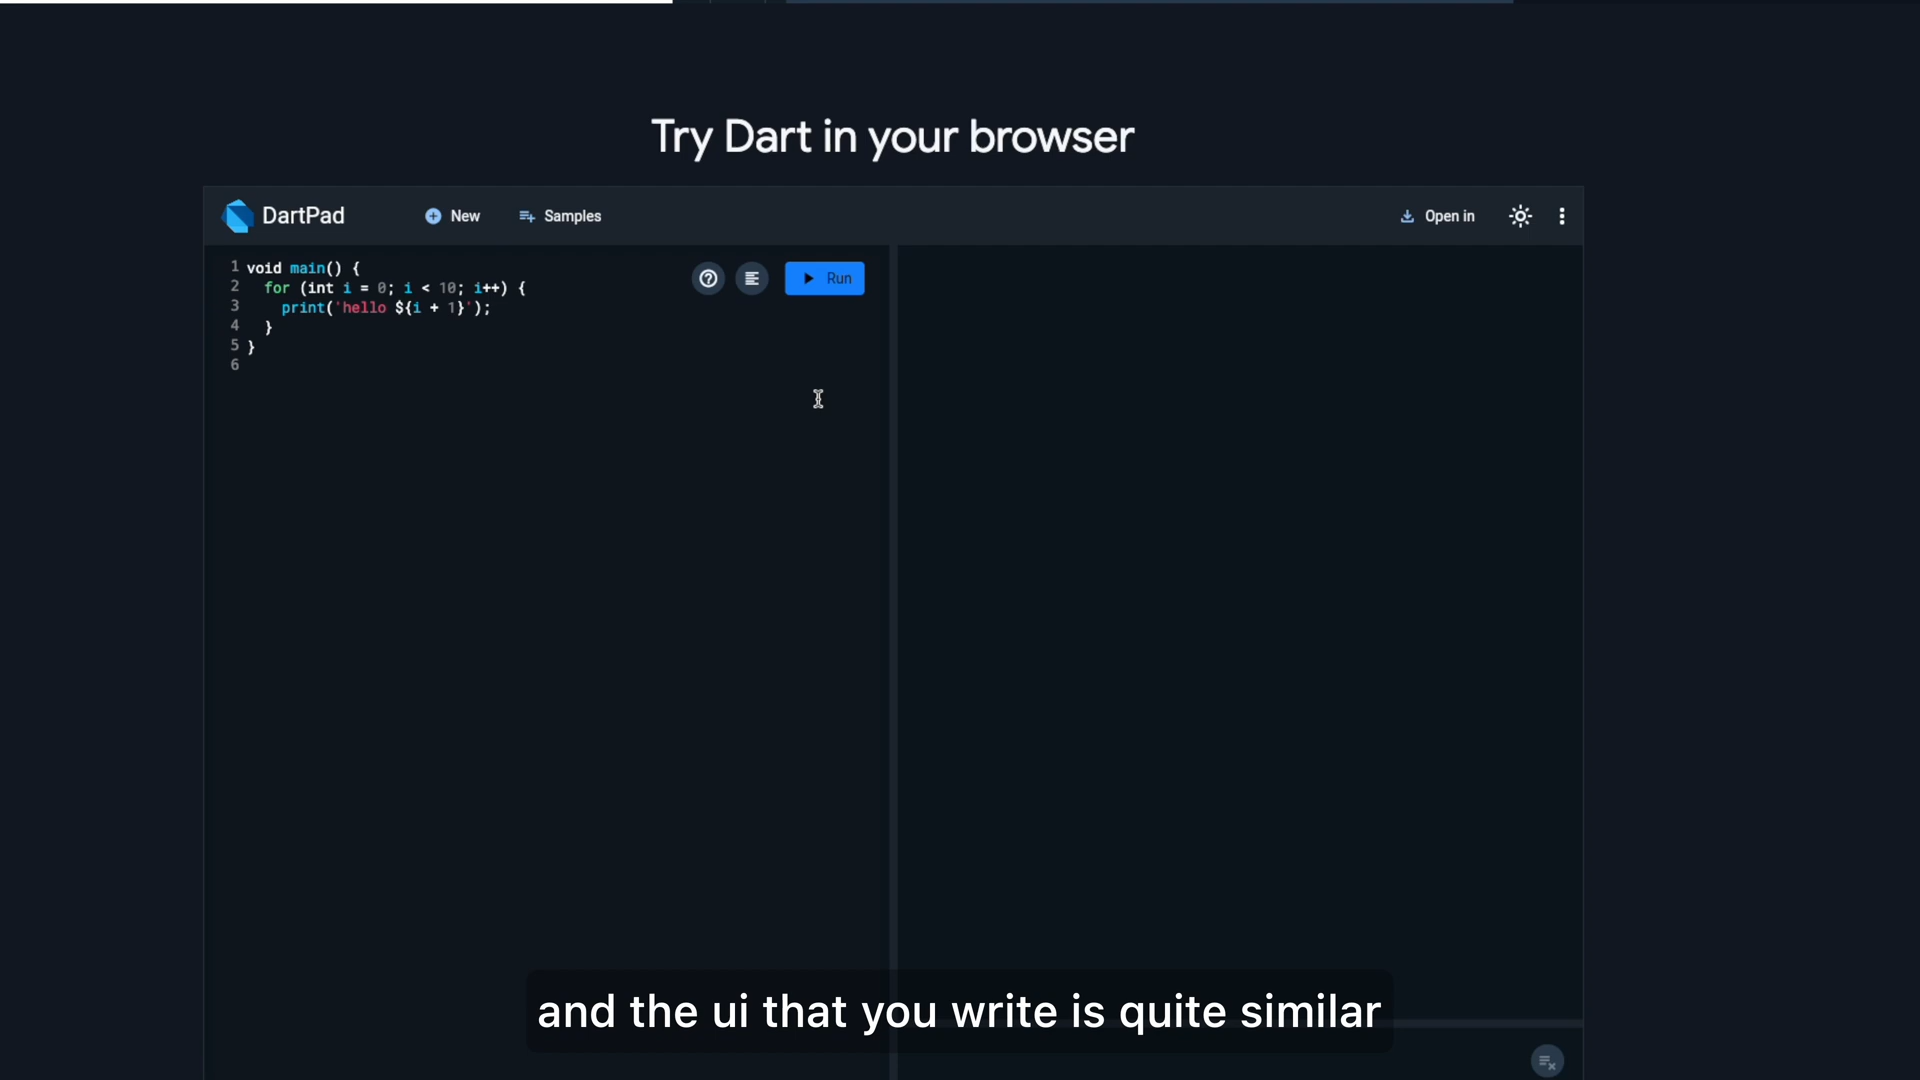 Try Dart in your browser
DartPad
New
Samples
Open in
1 void main() {
2 for (int i = 0; i < 10; i++) {
3 print('hello ${i + 1}');
4 }
5 }
6
Run
and the ui that you write is quite similar